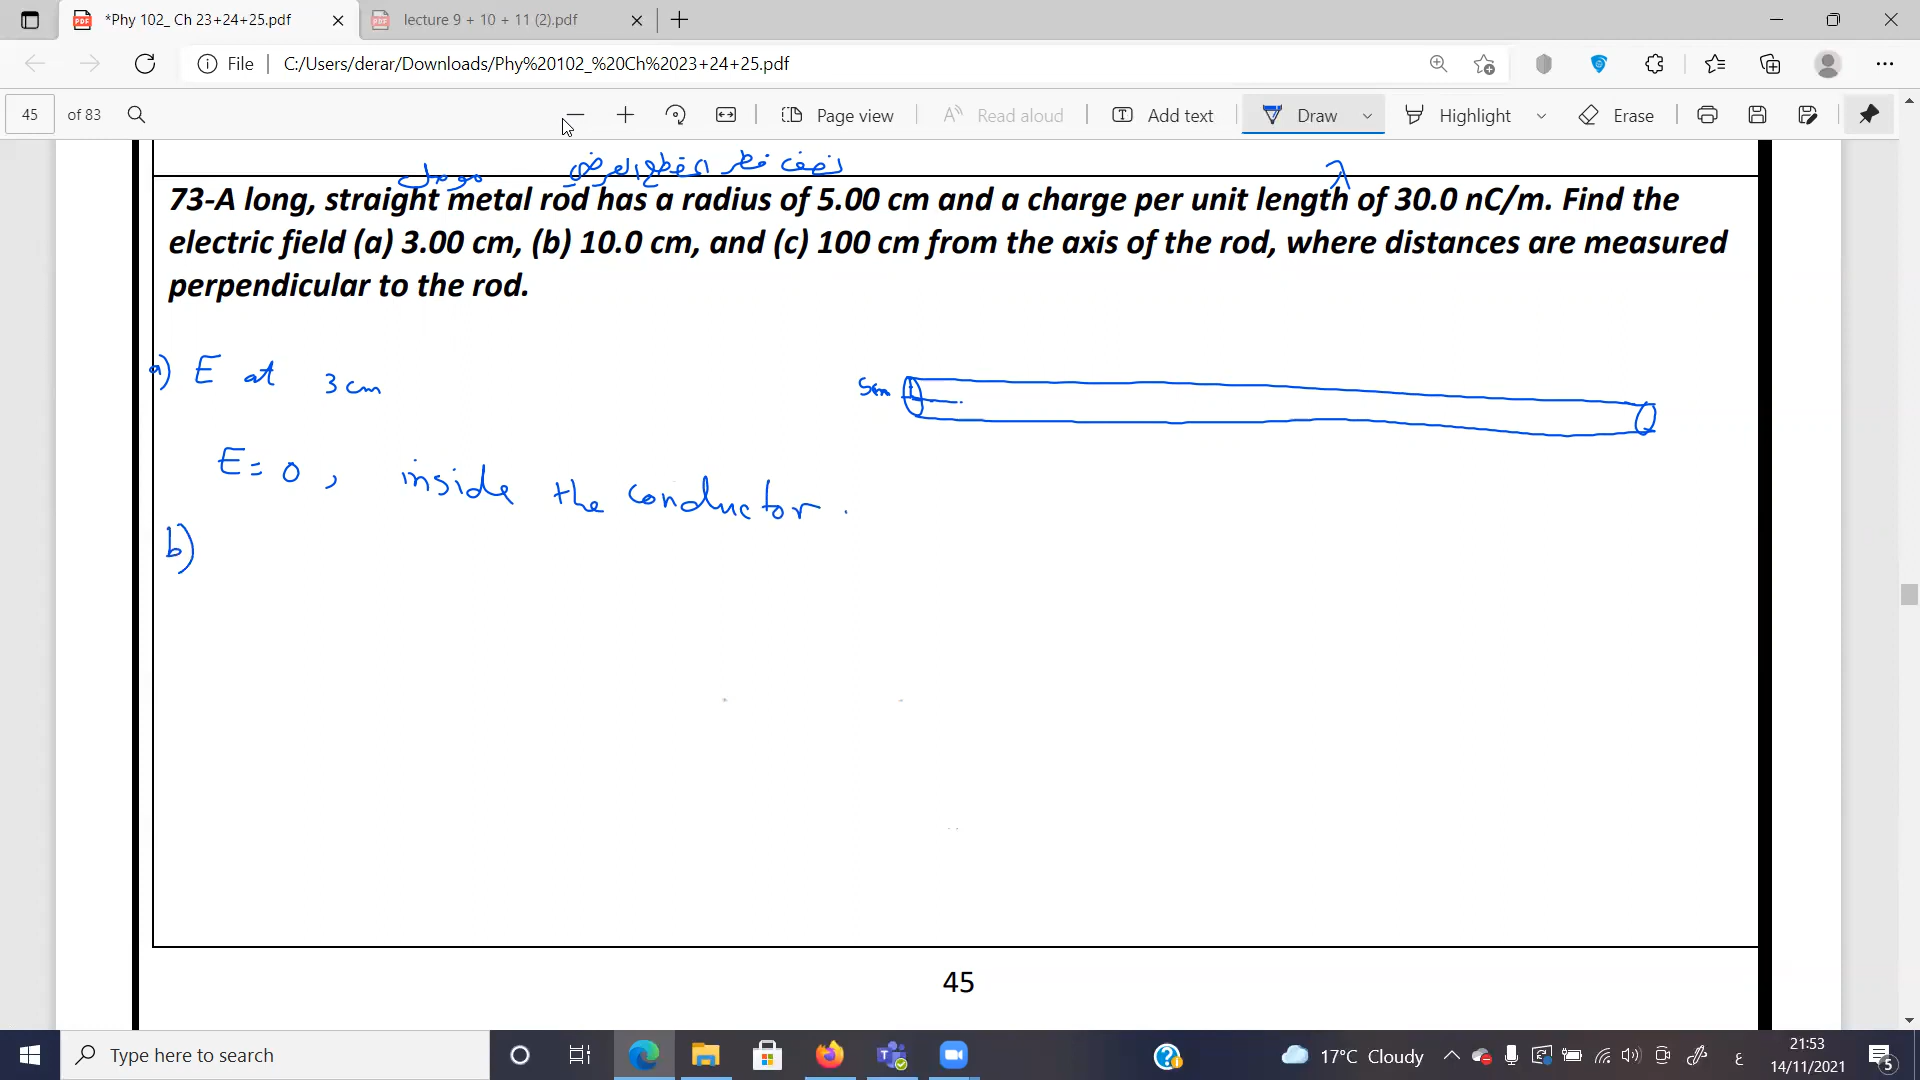 *Phy 102_ Ch 23+24+25.pdf
lecture 9 + 10 + 11 (2).pdf
File
C:/Users/derar/Downloads/Phy%20102_%20Ch%2023+24+25.pdf
45 of 83
Page view
Read aloud
Add text
Draw
Highlight
Erase
موصل
نصف قطر
λ
73-A long, straight metal rod has a radius of 5.00 cm and a charge per unit length of 30.0 nC/m. Find the
electric field (a) 3.00 cm, (b) 10.0 cm, and (c) 100 cm from the axis of the rod, where distances are measured
perpendicular to the rod.
a) E at 3 cm
5cm
E = 0 , inside the conductor .
b)
45
Type here to search
17°C Cloudy
ع
21:53
14/11/2021
5